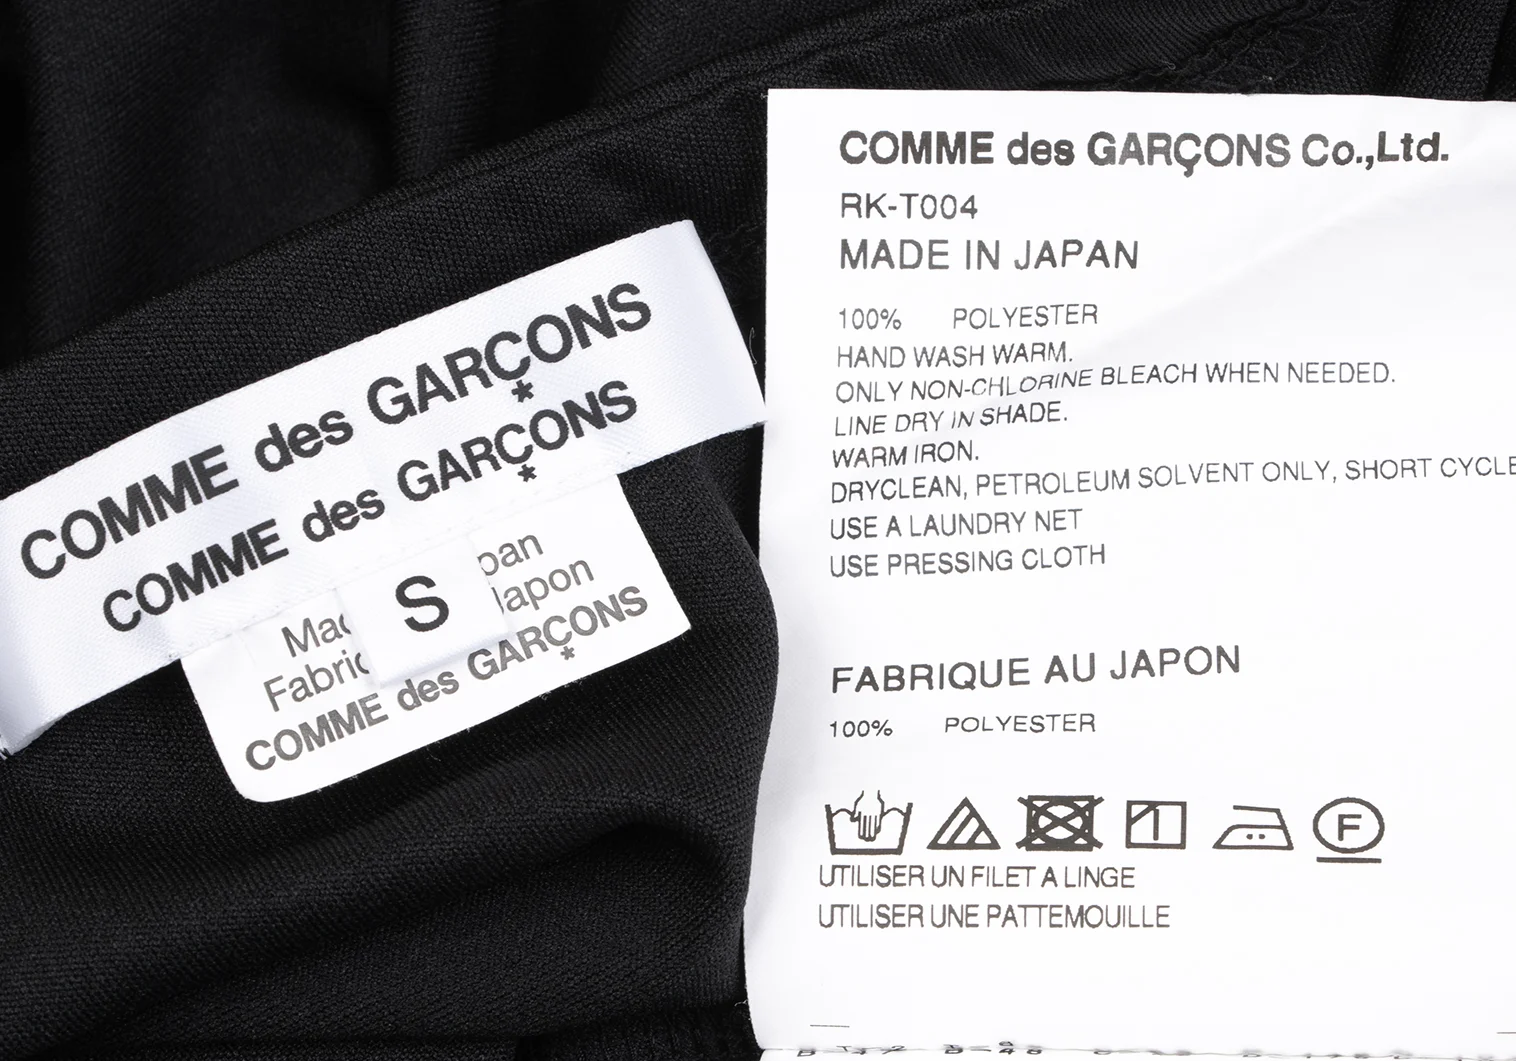 COMME des GARÇONS
COMME des GARÇONS
S
COMME des GARÇONS
COMME des GARÇONS Co.,Ltd.
RK-T004
MADE IN JAPAN
100% POLYESTER
HAND WASH WARM.
ONLY NON-CHLORINE BLEACH WHEN NEEDED.
LINE DRY IN SHADE.
WARM IRON.
DRYCLEAN, PETROLEUM SOLVENT ONLY, SHORT CYCLE
USE A LAUNDRY NET
USE PRESSING CLOTH
FABRIQUE AU JAPON
100% POLYESTER
F
UTILISER UN FILET A LINGE
UTILISER UNE PATTEMOUILLE